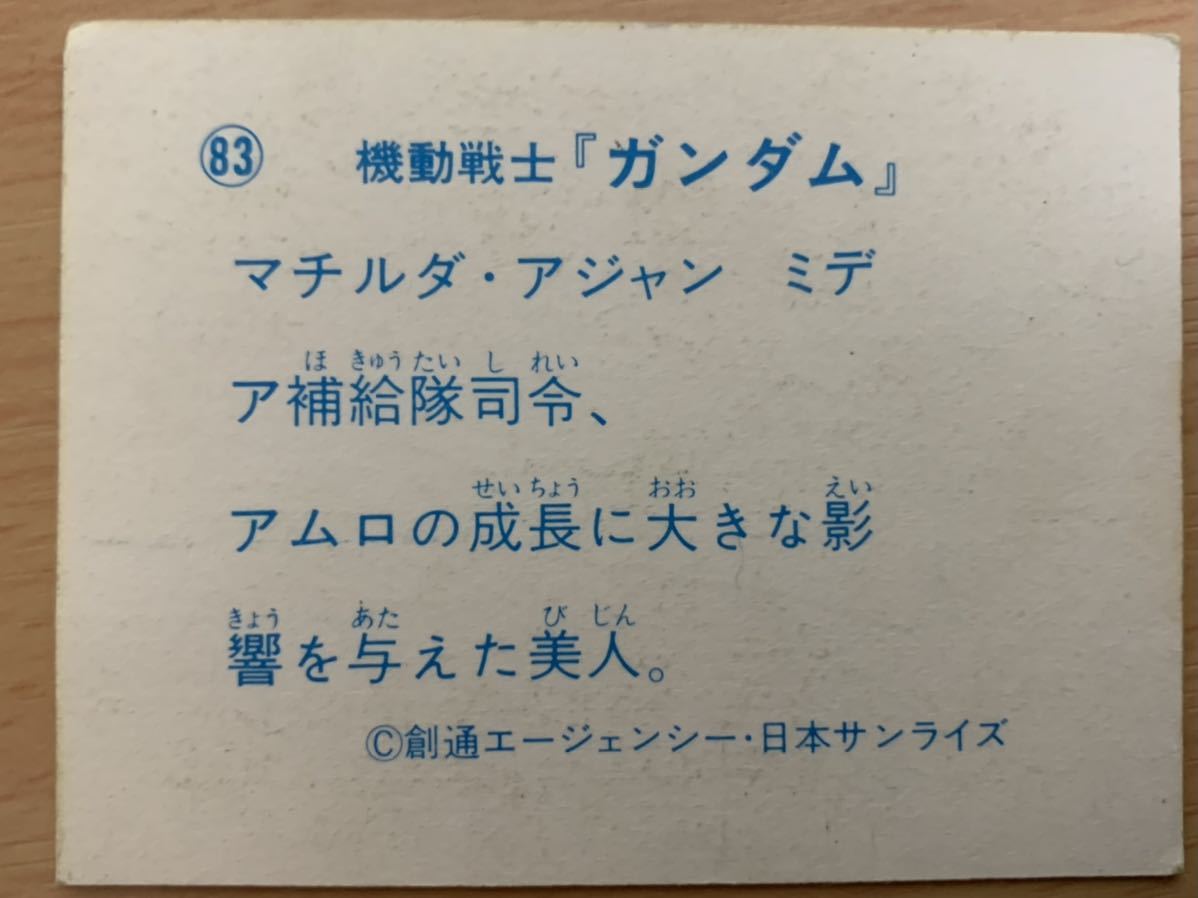 83 機動戦士『ガンダム』
マチルダ・アジャン ミデ
ほ きゅう たい し れい
ア補給隊司令、
せい ちょう おお えい
アムロの成長に大きな影
きょう あた び じん
響を与えた美人。
©創通エージェンシー・日本サンライズ